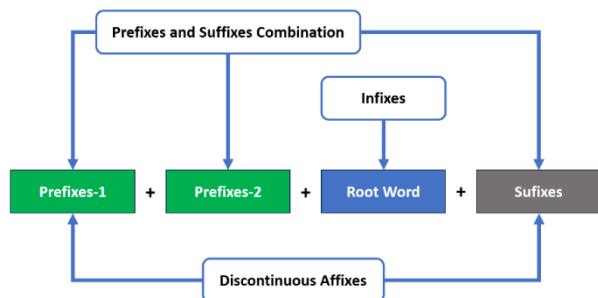 Prefixes and Suffixes Combination
Infixes
Prefixes-1 + Prefixes-2 + Root Word + Sufixes
Discontinuous Affixes